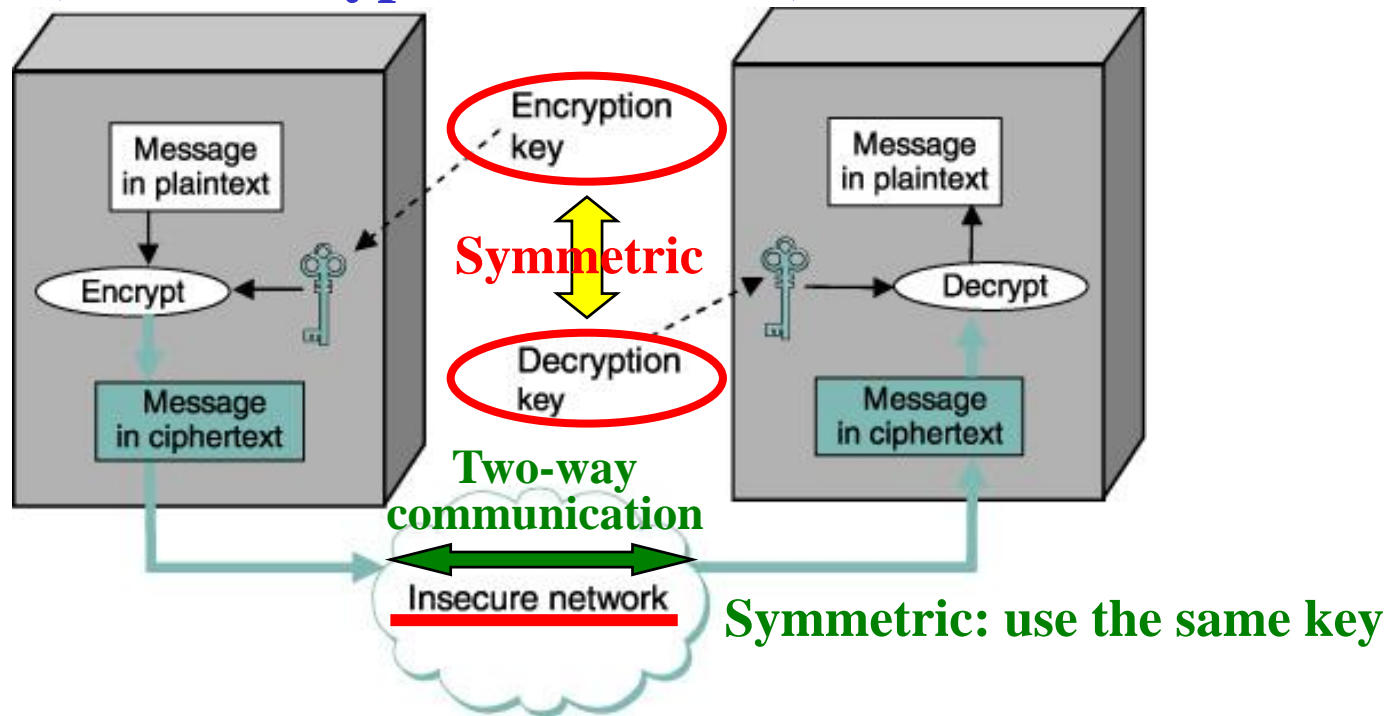 Message
in plaintext
Encrypt
Message
in ciphertext
Encryption
key
Symmetric
Decryption
key
Two-way
communication
Insecure network
Message
in plaintext
Decrypt
Message
in ciphertext
Symmetric: use the same key